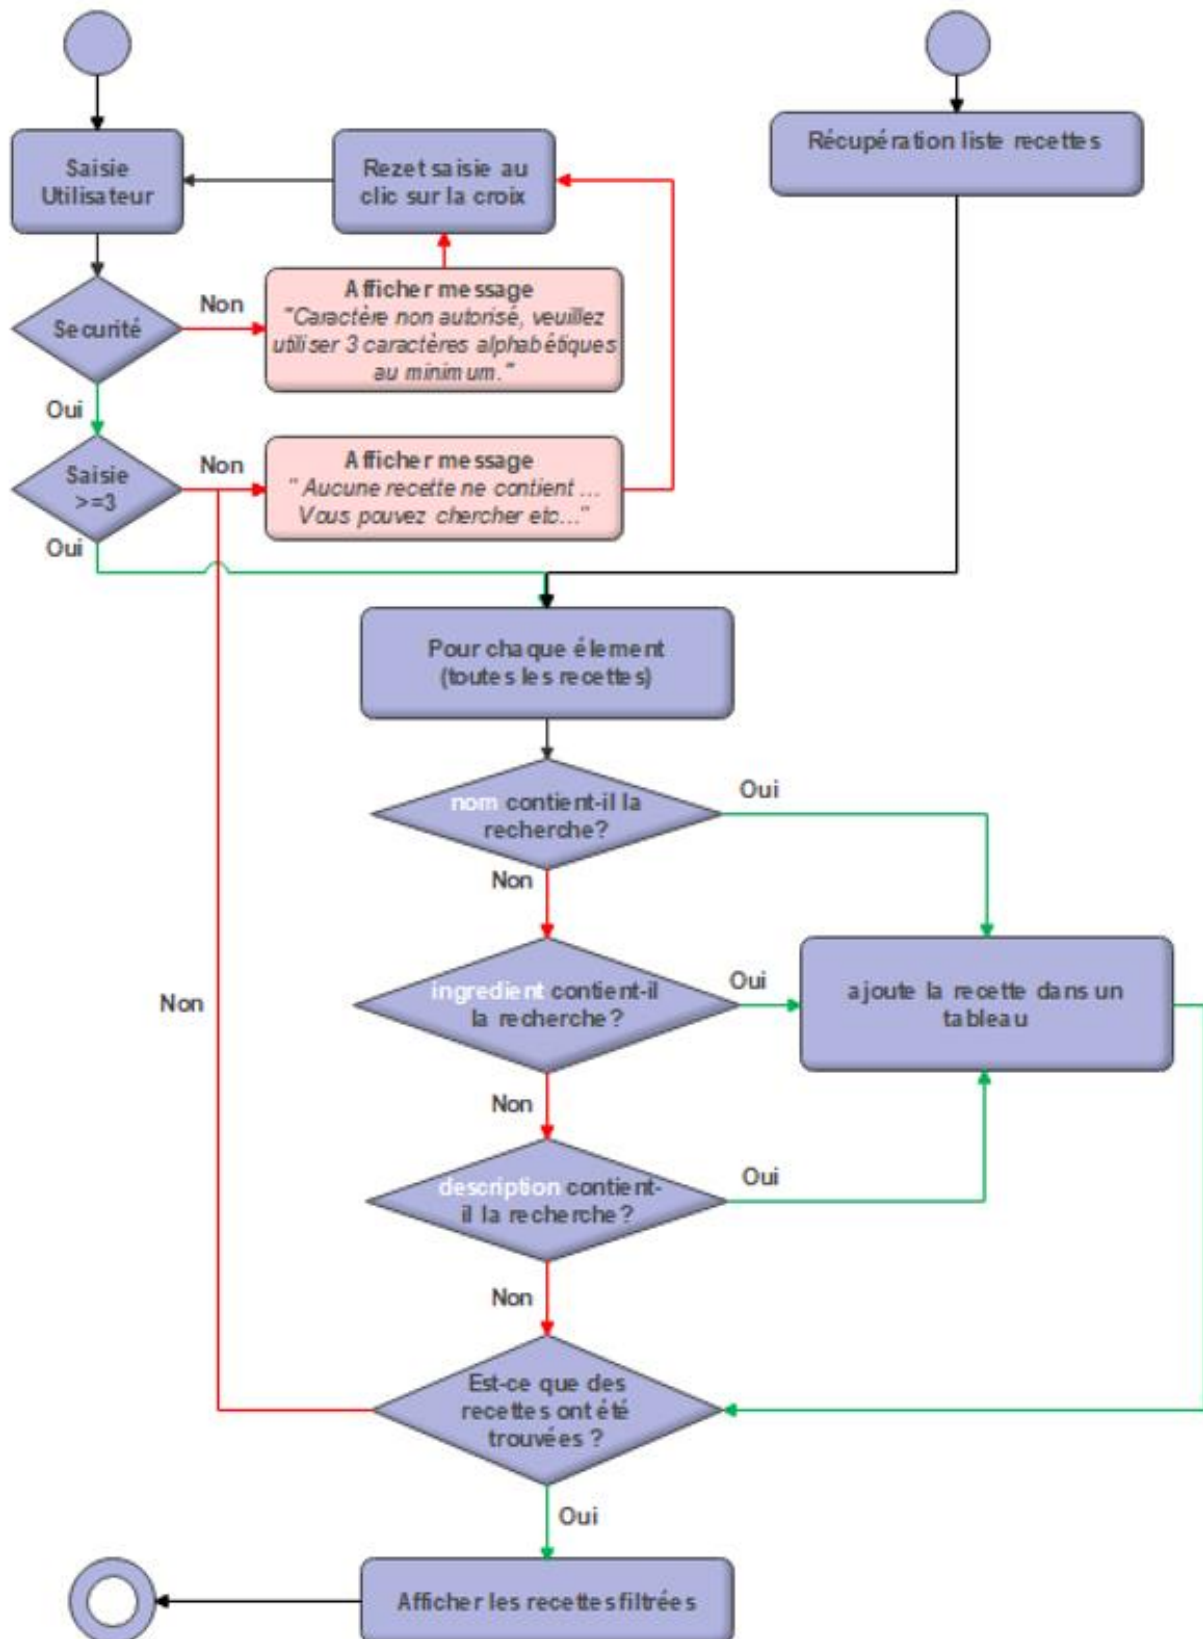 Récupération liste recettes
Saisie
Utilisateur
Rezet saisie au
clic sur la croix
Non
Afficher message
"Caractère non autorisé, veuillez
utiliser 3 caractères alphabétiques
au minimum."
Securité
Oui
Non
Afficher message
" Aucune recette ne contient ...
Vous pouvez chercher etc..."
Saisie
>=3
Oui
Pour chaque élement
(toutes les recettes)
Oui
nom contient-il la
recherche?
Non
Oui
ingredient contient-il
la recherche?
ajoute la recette dans un
tableau
Non
Non
Oui
description contient-
il la recherche?
Non
Est-ce que des
recettes ont été
trouvées ?
Oui
Afficher les recettes filtrées